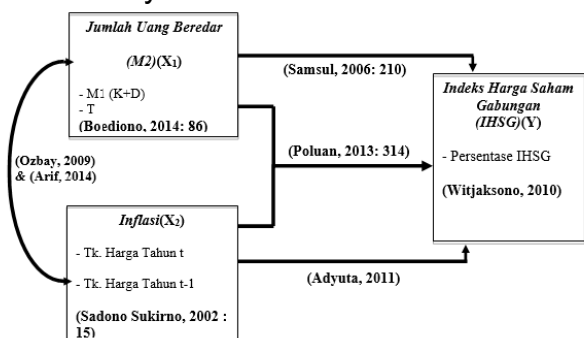 Jumlah Uang Beredar
(M2)(X1)
- M1 (K+D)
- T
(Boediono, 2014: 86)
(Samsul, 2006: 210)
Indeks Harga Saham
Gabungan
(IHSG)(Y)
- Persentase IHSG
(Witjaksono, 2010)
(Poluan, 2013: 314)
(Ozbay, 2009)
& (Arif, 2014)
Inflasi(X2)
- Tk. Harga Tahun t
- Tk. Harga Tahun t-1
(Sadono Sukirno, 2002 :
15)
(Adyuta, 2011)